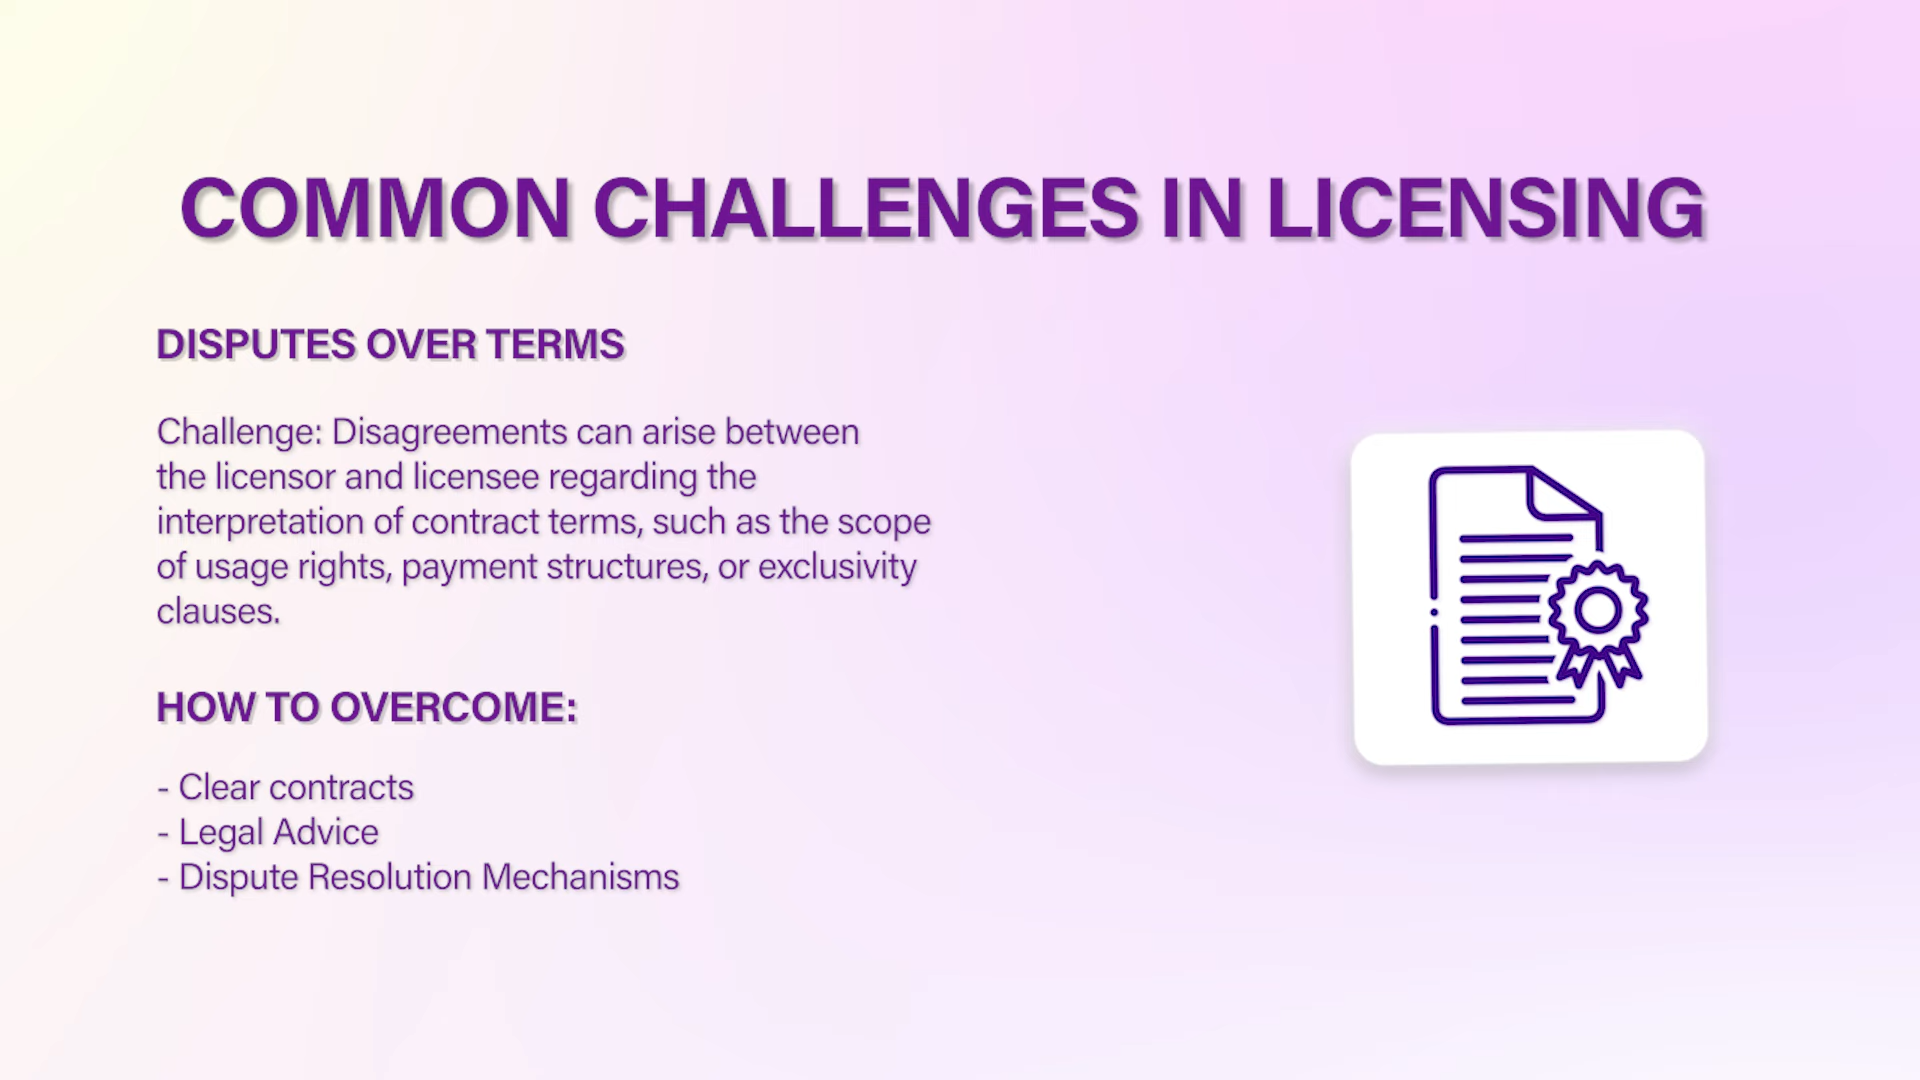 COMMON CHALLENGES IN LICENSING
DISPUTES OVER TERMS
Challenge: Disagreements can arise between
the licensor and licensee regarding the
interpretation of contract terms, such as the scope
of usage rights, payment structures, or exclusivity
clauses.
HOW TO OVERCOME:
- Clear contracts
- Legal Advice
- Dispute Resolution Mechanisms